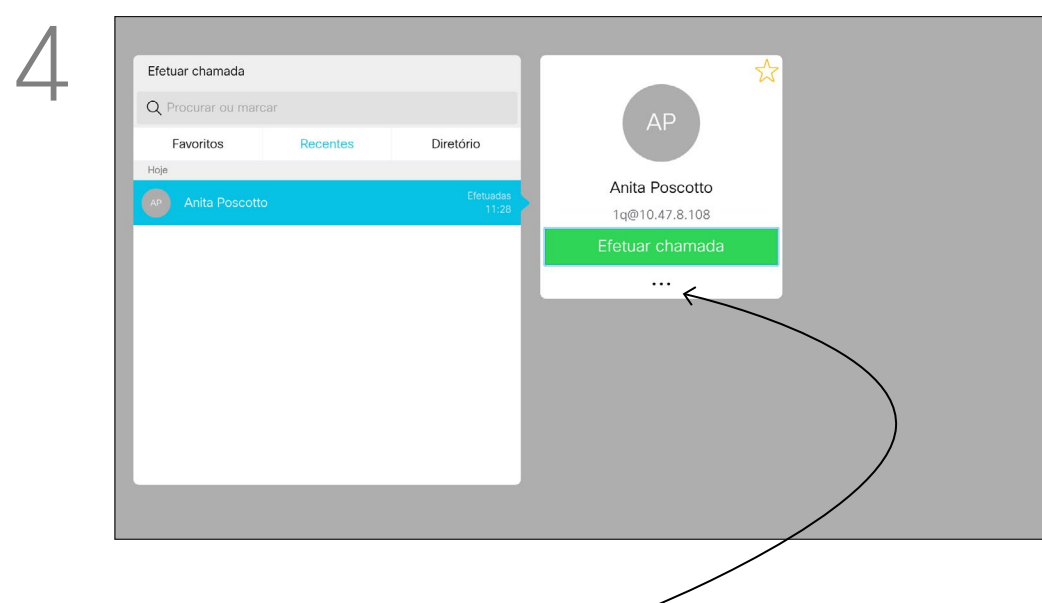 4
Efetuar chamada
Procurar ou marcar
Favoritos Recentes Diretório
Hoje
AP Anita Poscotto Efetuadas
11:28
AP
Anita Poscotto
1q@10.47.8.108
Efetuar chamada
...